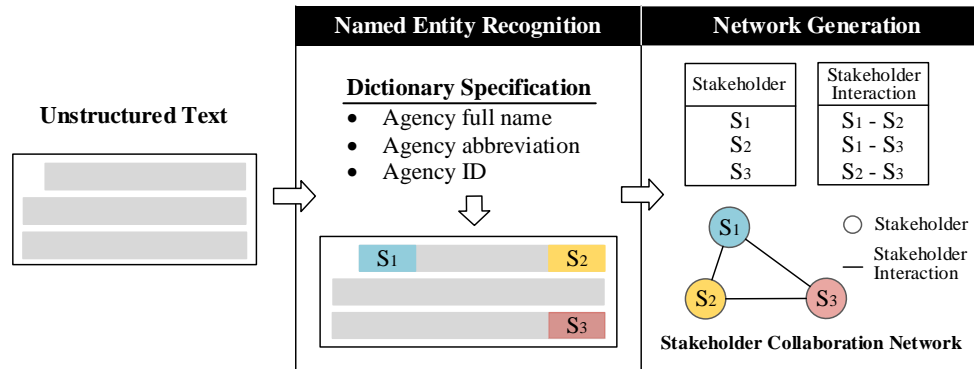 Unstructured Text
Named Entity Recognition
Dictionary Specification
• Agency full name
• Agency abbreviation
• Agency ID
S1 S2
S3
Network Generation
Stakeholder
S1
S2
S3
Stakeholder
Interaction
S1 - S2
S1 - S3
S2 - S3
S1
S2 S3
Stakeholder
Stakeholder
Interaction
Stakeholder Collaboration Network